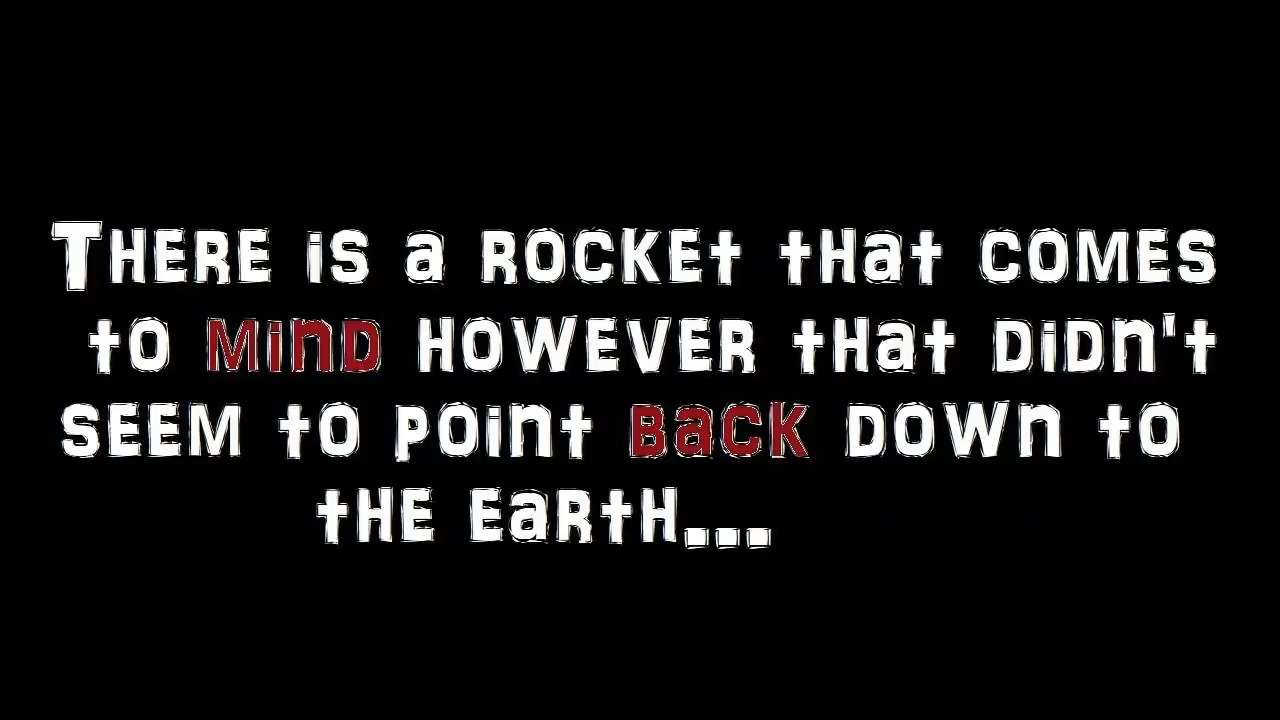 There is a rocket that comes
to mind however that didn't
seem to point back down to
the earth...